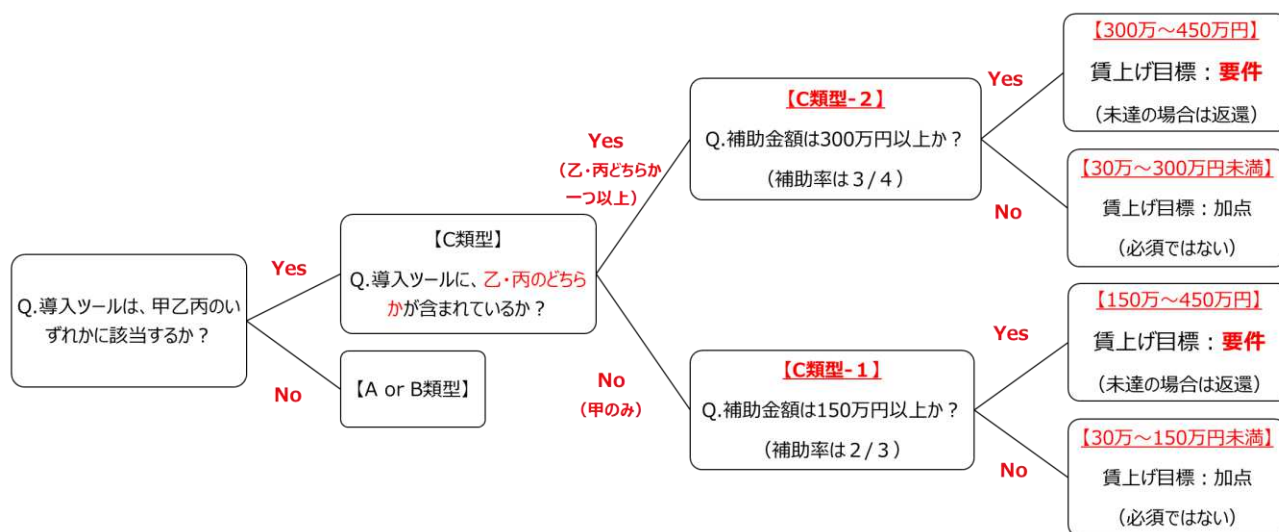 Q.導入ツールは、甲乙丙のい
ずれかに該当するか？
Yes
No
【C類型】
Q.導入ツールに、乙・丙のどちら
かが含まれているか？
【A or B類型】
Yes
（乙・丙どちらか
一つ以上）
No
（甲のみ）
【C類型-２】
Q.補助金額は300万円以上か？
（補助率は３/４）
Yes
No
【300万～450万円】
賃上げ目標：要件
（未達の場合は返還）
【30万～300万円未満】
賃上げ目標：加点
（必須ではない）
【C類型-１】
Q.補助金額は150万円以上か？
（補助率は２/３）
Yes
No
【150万～450万円】
賃上げ目標：要件
（未達の場合は返還）
【30万～150万円未満】
賃上げ目標：加点
（必須ではない）